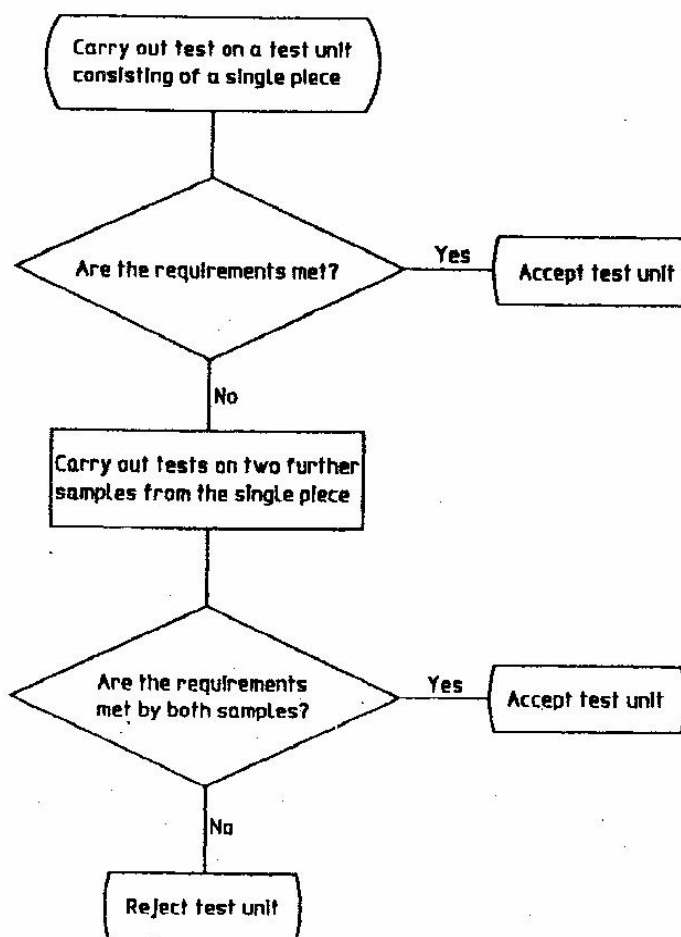 Carry out test on a test unit
consisting of a single piece
Are the requirements met?
Yes
Accept test unit
No
Carry out tests on two further
samples from the single piece
Are the requirements
met by both samples?
Yes
Accept test unit
No
Reject test unit